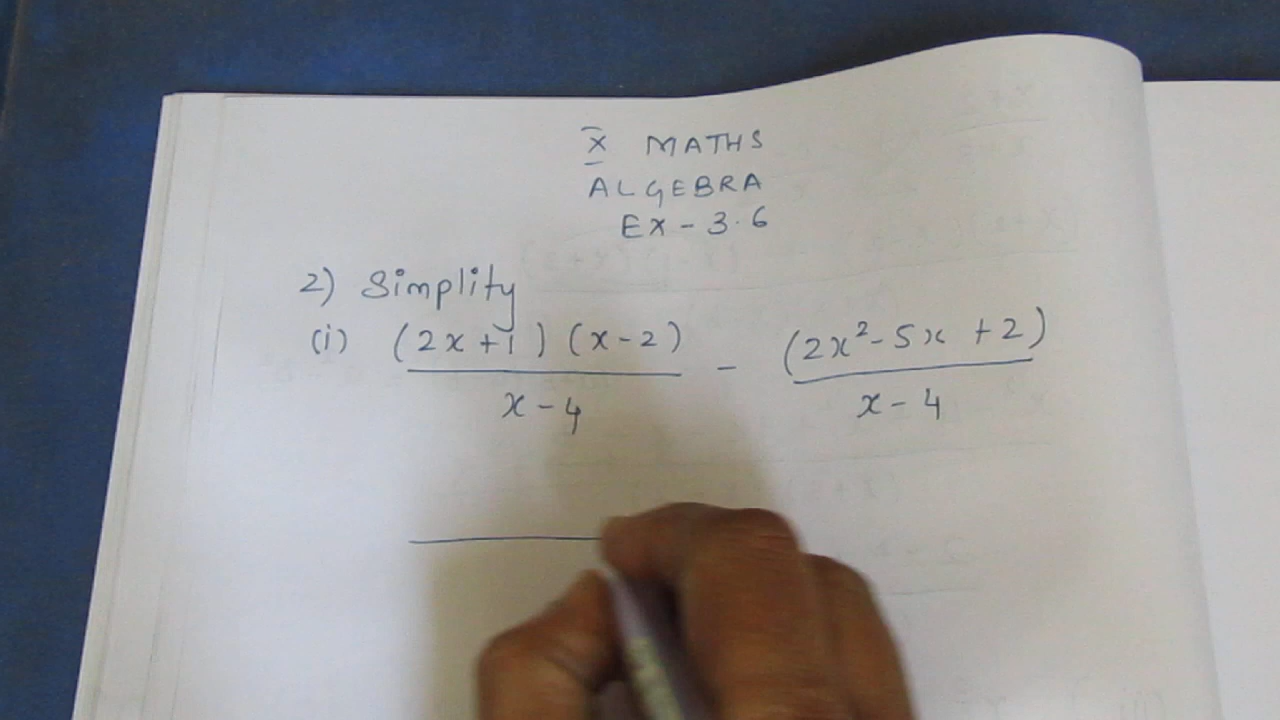 X MATHS
ALGEBRA
EX - 3.6
2) Simplify
(i) (2x+1)(x-2) / x-4 - (2x²-5x+2) / x-4